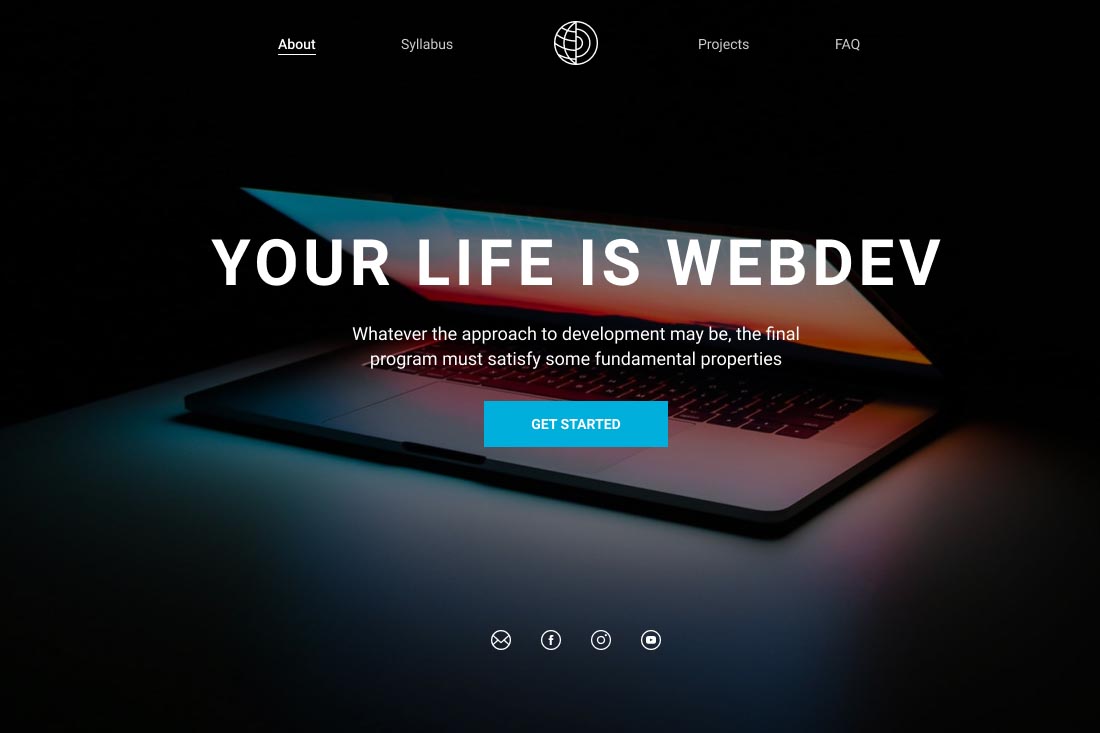 About
Syllabus
Projects
FAQ
YOUR LIFE IS WEBDEV
Whatever the approach to development may be, the final
program must satisfy some fundamental properties
GET STARTED